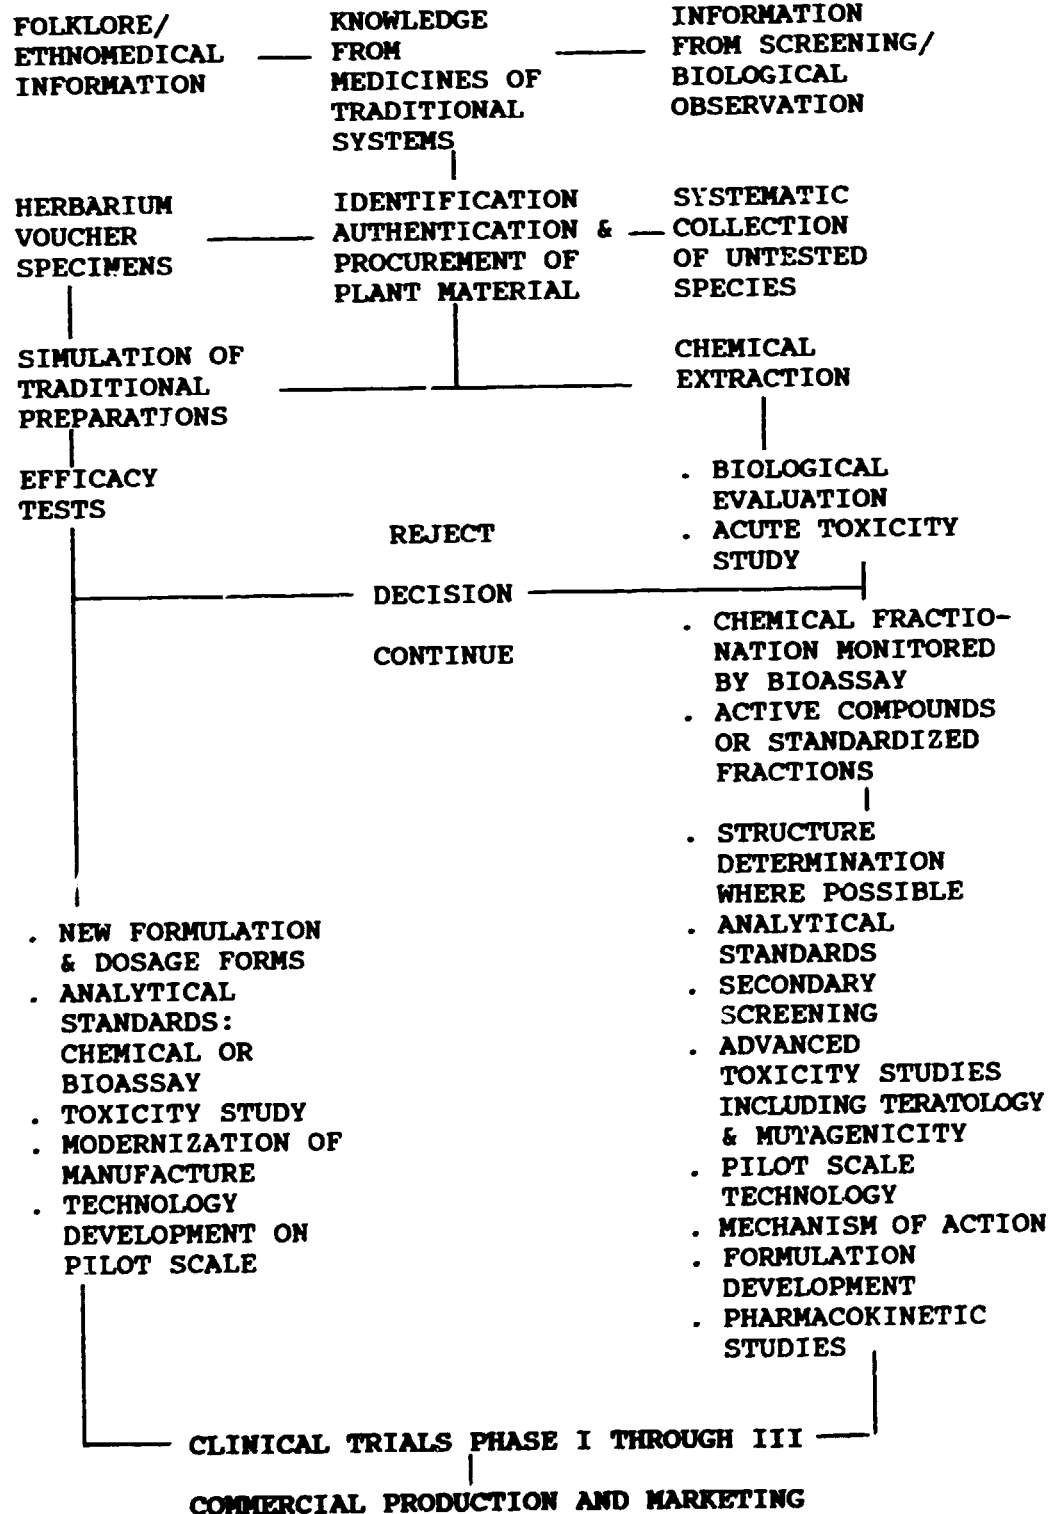 FOLKLORE/
ETHNOMEDICAL
INFORMATION
KNOWLEDGE
FROM
MEDICINES OF
TRADITIONAL
SYSTEMS
INFORMATION
FROM SCREENING/
BIOLOGICAL
OBSERVATION
HERBARIUM
VOUCHER
SPECIMENS
IDENTIFICATION
AUTHENTICATION &
PROCUREMENT OF
PLANT MATERIAL
SYSTEMATIC
COLLECTION
OF UNTESTED
SPECIES
SIMULATION OF
TRADITIONAL
PREPARATIONS
CHEMICAL
EXTRACTION
EFFICACY
TESTS
. BIOLOGICAL
EVALUATION
. ACUTE TOXICITY
STUDY
REJECT
DECISION
CONTINUE
. CHEMICAL FRACTIO-
NATION MONITORED
BY BIOASSAY
. ACTIVE COMPOUNDS
OR STANDARDIZED
FRACTIONS
. STRUCTURE
DETERMINATION
WHERE POSSIBLE
. ANALYTICAL
STANDARDS
. SECONDARY
SCREENING
. ADVANCED
TOXICITY STUDIES
INCLUDING TERATOLOGY
& MUTAGENICITY
. PILOT SCALE
TECHNOLOGY
. MECHANISM OF ACTION
. FORMULATION
DEVELOPMENT
. PHARMACOKINETIC
STUDIES
. NEW FORMULATION
& DOSAGE FORMS
. ANALYTICAL
STANDARDS:
CHEMICAL OR
BIOASSAY
. TOXICITY STUDY
. MODERNIZATION OF
MANUFACTURE
. TECHNOLOGY
DEVELOPMENT ON
PILOT SCALE
CLINICAL TRIALS PHASE I THROUGH III
COMMERCIAL PRODUCTION AND MARKETING